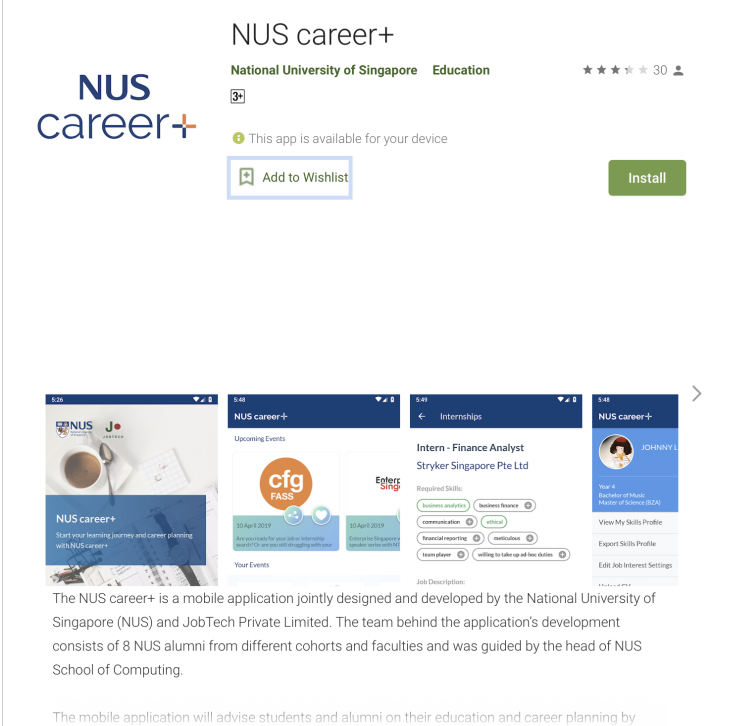 NUS career+
National University of Singapore Education
30
3+
NUS
career+
This app is available for your device
Add to Wishlist
Install
5:26
NUS
JOBTECH
NUS career+
Start your learning journey and career planning
with NUS career+
5:48
NUS career+
Upcoming Events
cfg
FASS
10 April 2019
Are you ready for your job or internship
search? Or are you still struggling with your
Enterp
Sing
10 April 2019
Enterprise Singapore
speaker series with NT
Your Events
5:49
Internships
Intern - Finance Analyst
Stryker Singapore Pte Ltd
Required Skills:
business analytics business finance
communication ethical
financial reporting meticulous
team player willing to take up ad-hoc duties
Job Description:
5:48
NUS career+
JOHNNY L
Year 4
Bachelor of Music
Master of Science (BZA)
View My Skills Profile
Export Skills Profile
Edit Job Interest Settings
Upload CV
The NUS career+ is a mobile application jointly designed and developed by the National University of
Singapore (NUS) and JobTech Private Limited. The team behind the application's development
consists of 8 NUS alumni from different cohorts and faculties and was guided by the head of NUS
School of Computing.
The mobile application will advise students and alumni on their education and career planning by